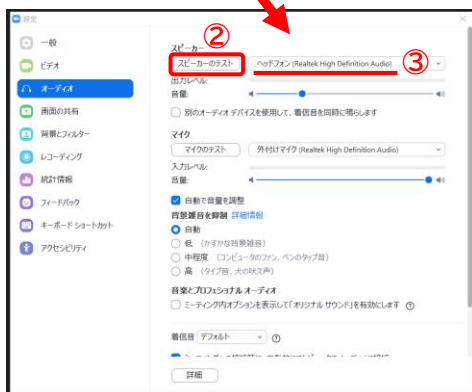 設定
②
一般
ビデオ
オーディオ
画面の共有
背景とフィルター
レコーディング
統計情報
フィードバック
キーボード ショートカット
アクセシビリティ
スピーカー
スピーカーのテスト
ヘッドフォン (Realtek High Definition Audio)
③
出力レベル:
音量:
別のオーディオ デバイスを使用して、着信音を同時に鳴らします
マイク
マイクのテスト
外付けマイク (Realtek High Definition Audio)
入力レベル:
音量:
自動で音量を調整
背景雑音を抑制 詳細情報
自動
低 (かすかな背景雑音)
中程度 (コンピュータのファン、ペンのタップ音)
高 (タイプ音、犬の吠え声)
音楽とプロフェッショナル オーディオ
ミーティング内オプションを表示して「オリジナル サウンド」を有効にします
着信音 デフォルト
詳細